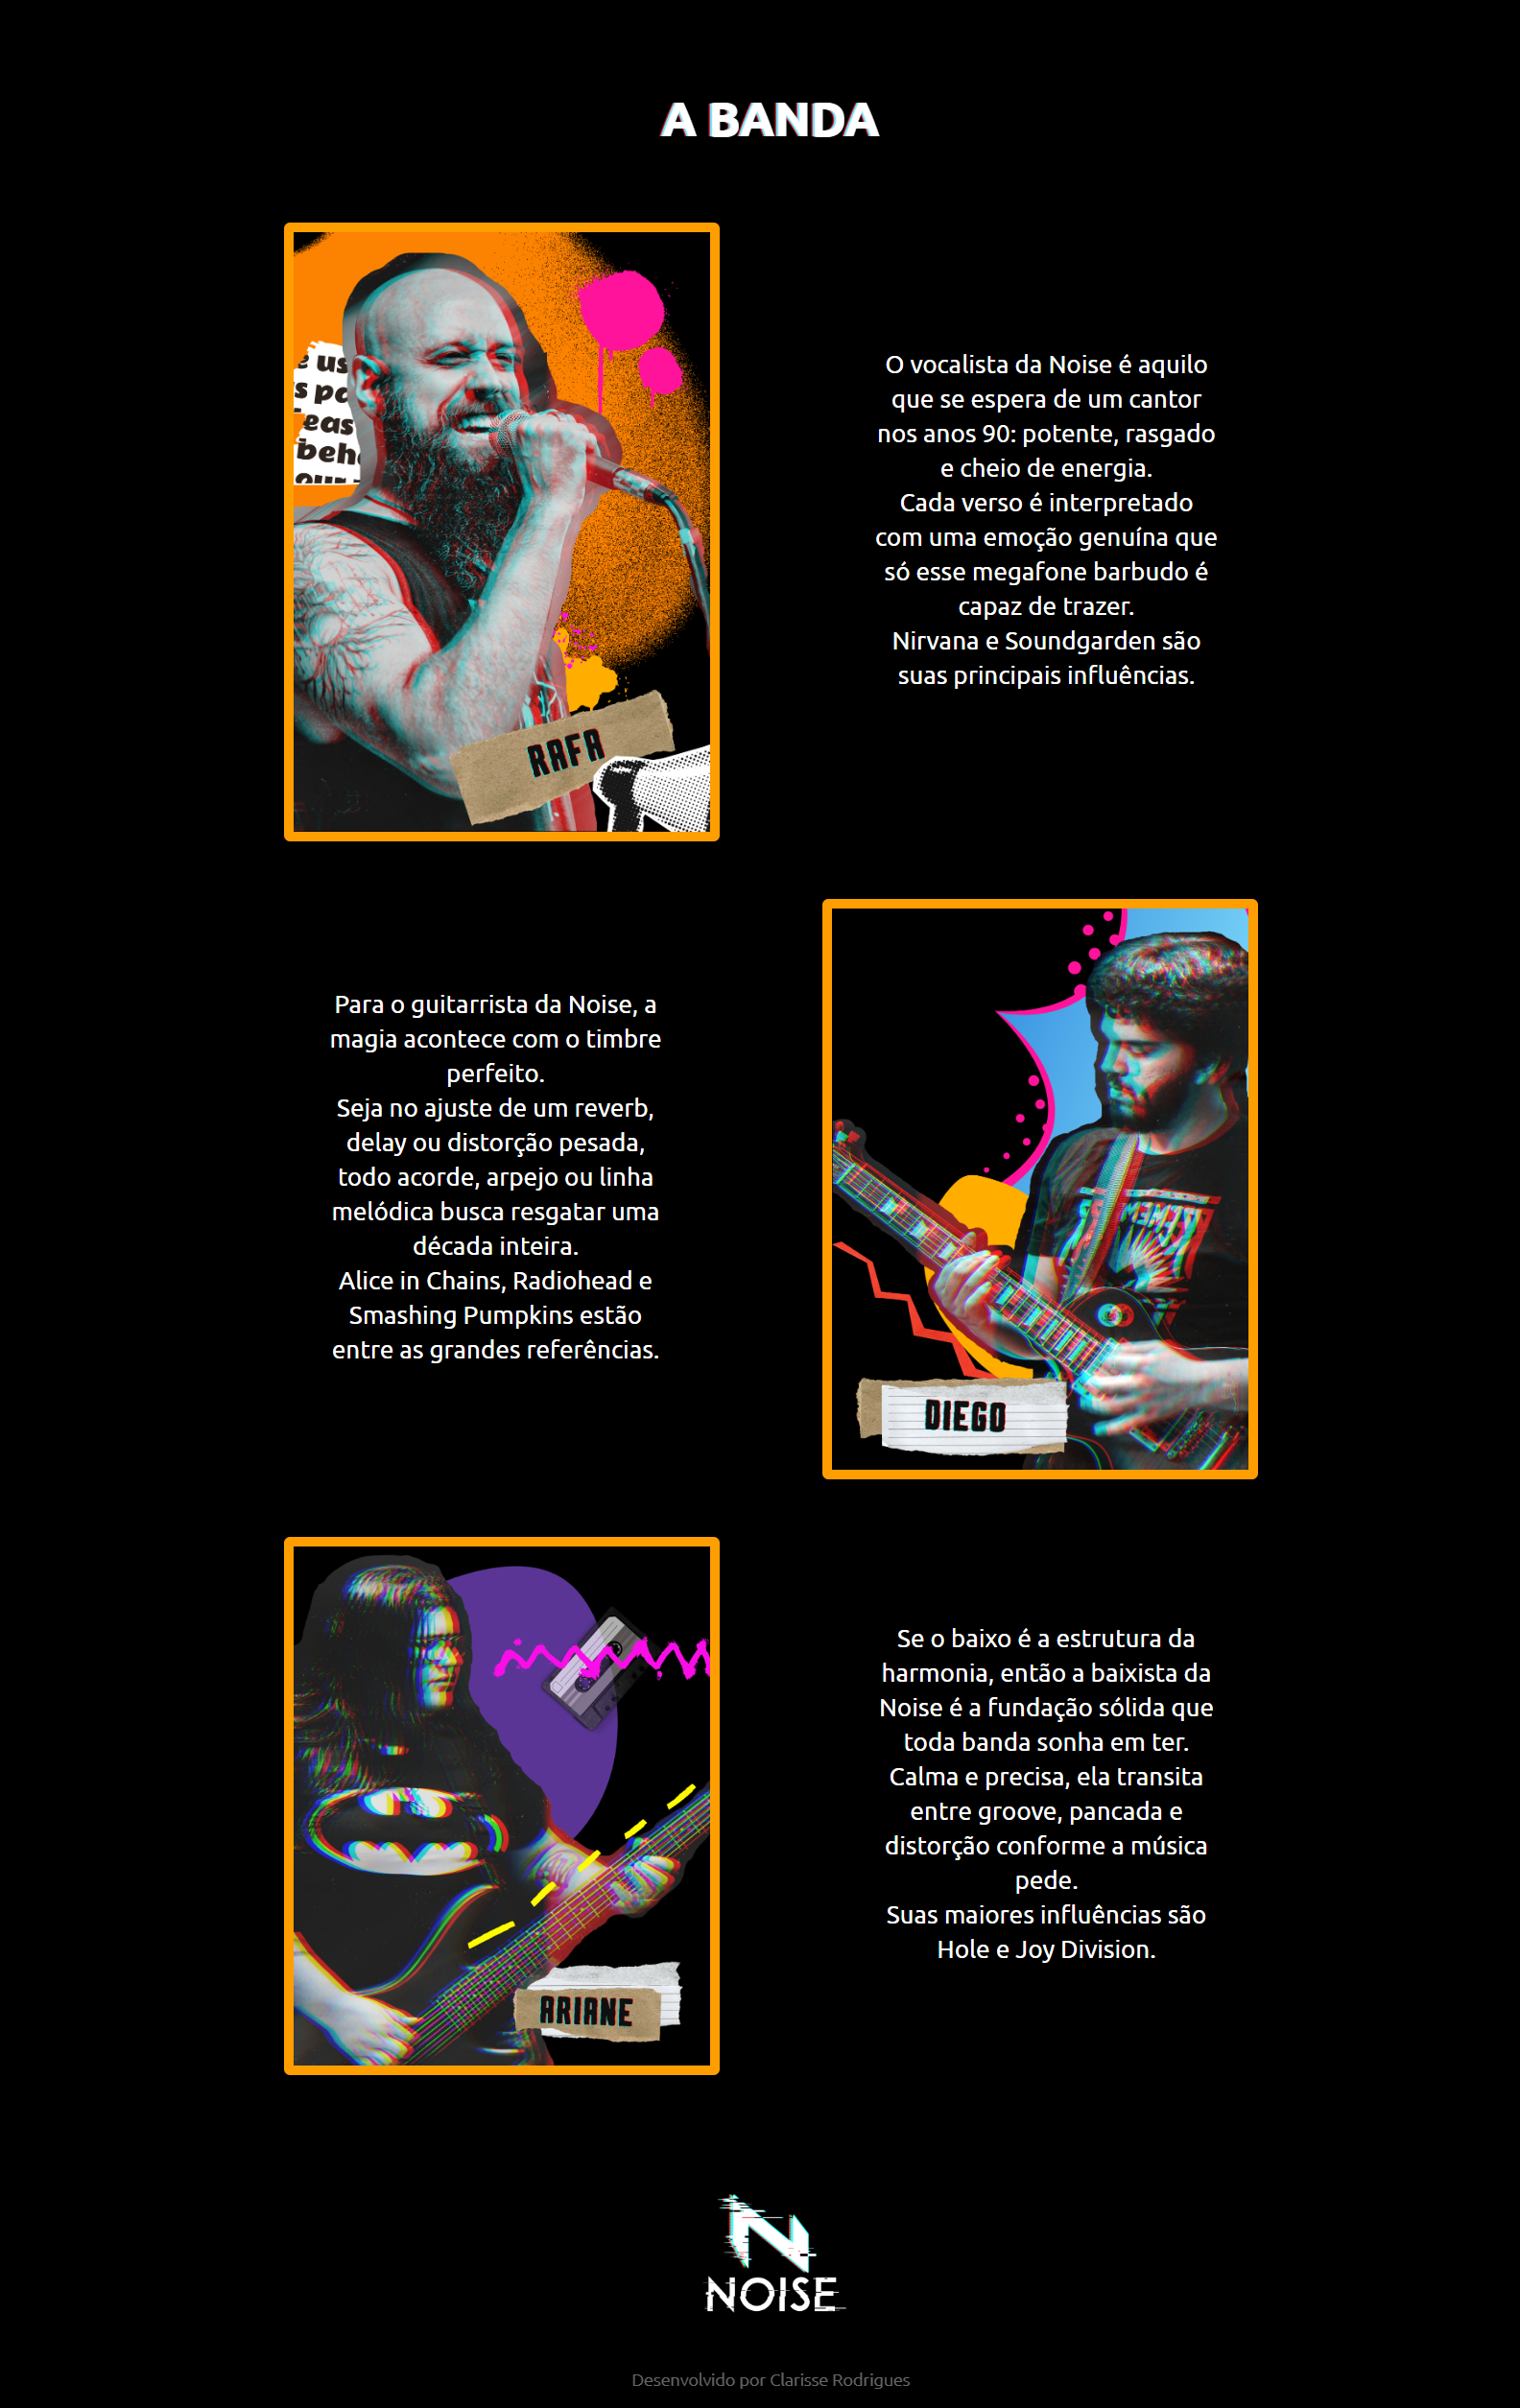 A BANDA
us
s po
eas
beh
our
RAFA
O vocalista da Noise é aquilo
que se espera de um cantor
nos anos 90: potente, rasgado
e cheio de energia.
Cada verso é interpretado
com uma emoção genuína que
só esse megafone barbudo é
capaz de trazer.
Nirvana e Soundgarden são
suas principais influências.
Para o guitarrista da Noise, a
magia acontece com o timbre
perfeito.
Seja no ajuste de um reverb,
delay ou distorção pesada,
todo acorde, arpejo ou linha
melódica busca resgatar uma
década inteira.
Alice in Chains, Radiohead e
Smashing Pumpkins estão
entre as grandes referências.
DIEGO
ARIANE
Se o baixo é a estrutura da
harmonia, então a baixista da
Noise é a fundação sólida que
toda banda sonha em ter.
Calma e precisa, ela transita
entre groove, pancada e
distorção conforme a música
pede.
Suas maiores influências são
Hole e Joy Division.
N
NOISE
Desenvolvido por Clarisse Rodrigues